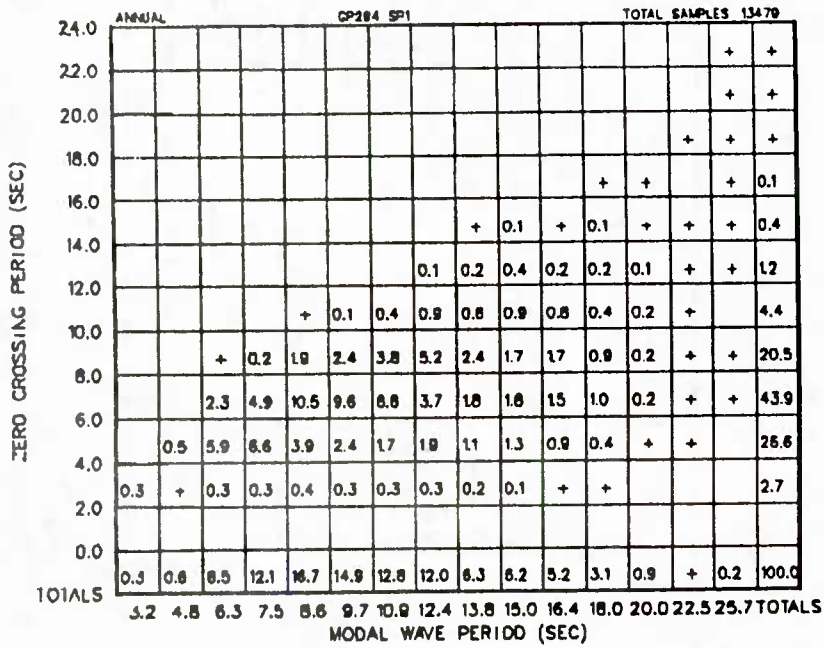 ANNUAL GP284 SP1 TOTAL SAMPLES 13479
24.0
+ +
22.0
+ +
20.0
+ + +
18.0
+ + + 0.1
16.0
+ 0.1 + 0.1 + + + 0.4
14.0
0.1 0.2 0.4 0.2 0.2 0.1 + + 1.2
12.0
+ 0.1 0.4 0.9 0.8 0.9 0.8 0.4 0.2 + 4.4
10.0
+ 0.2 1.9 2.4 3.8 5.2 2.4 1.7 1.7 0.9 0.2 + + 20.5
8.0
2.3 4.9 10.5 9.6 6.6 3.7 1.8 1.6 1.5 1.0 0.2 + + 43.9
6.0
0.5 5.9 6.6 3.9 2.4 1.7 1.9 1.1 1.3 0.9 0.4 + + 26.6
4.0
0.3 + 0.3 0.3 0.4 0.3 0.3 0.3 0.2 0.1 + + 2.7
2.0
0.0
TOTALS 0.3 0.6 8.5 12.1 16.7 14.9 12.8 12.0 6.3 6.2 5.2 3.1 0.9 + 0.2 100.0
3.2 4.8 6.3 7.5 8.6 9.7 10.9 12.4 13.8 15.0 16.4 18.0 20.0 22.5 25.7 TOTALS
MODAL WAVE PERIOD (SEC)
ZERO CROSSING PERIOD (SEC)